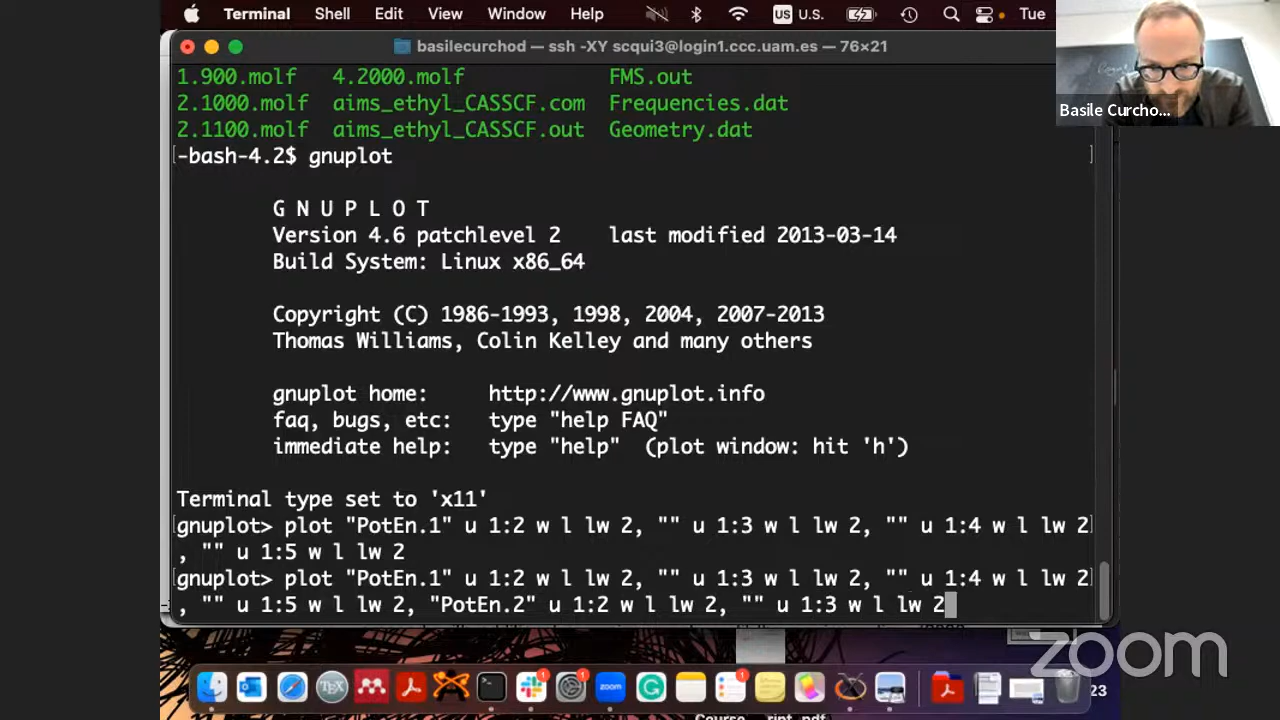 Terminal Shell Edit View Window Help US U.S. Tue
basilecurchod — ssh -XY scqui3@login1.ccc.uam.es — 76×21
1.900.molf 4.2000.molf FMS.out
2.1000.molf aims_ethyl_CASSCF.com Frequencies.dat
2.1100.molf aims_ethyl_CASSCF.out Geometry.dat
[-bash-4.2$ gnuplot ]
G N U P L O T
Version 4.6 patchlevel 2 last modified 2013-03-14
Build System: Linux x86_64
Copyright (C) 1986-1993, 1998, 2004, 2007-2013
Thomas Williams, Colin Kelley and many others
gnuplot home: http://www.gnuplot.info
faq, bugs, etc: type "help FAQ"
immediate help: type "help" (plot window: hit 'h')
Terminal type set to 'x11'
[gnuplot> plot "PotEn.1" u 1:2 w l lw 2, "" u 1:3 w l lw 2, "" u 1:4 w l lw 2]
, "" u 1:5 w l lw 2
[gnuplot> plot "PotEn.1" u 1:2 w l lw 2, "" u 1:3 w l lw 2, "" u 1:4 w l lw 2]
, "" u 1:5 w l lw 2, "PotEn.2" u 1:2 w l lw 2, "" u 1:3 w l lw 2
Basile Curcho...
zoom
23